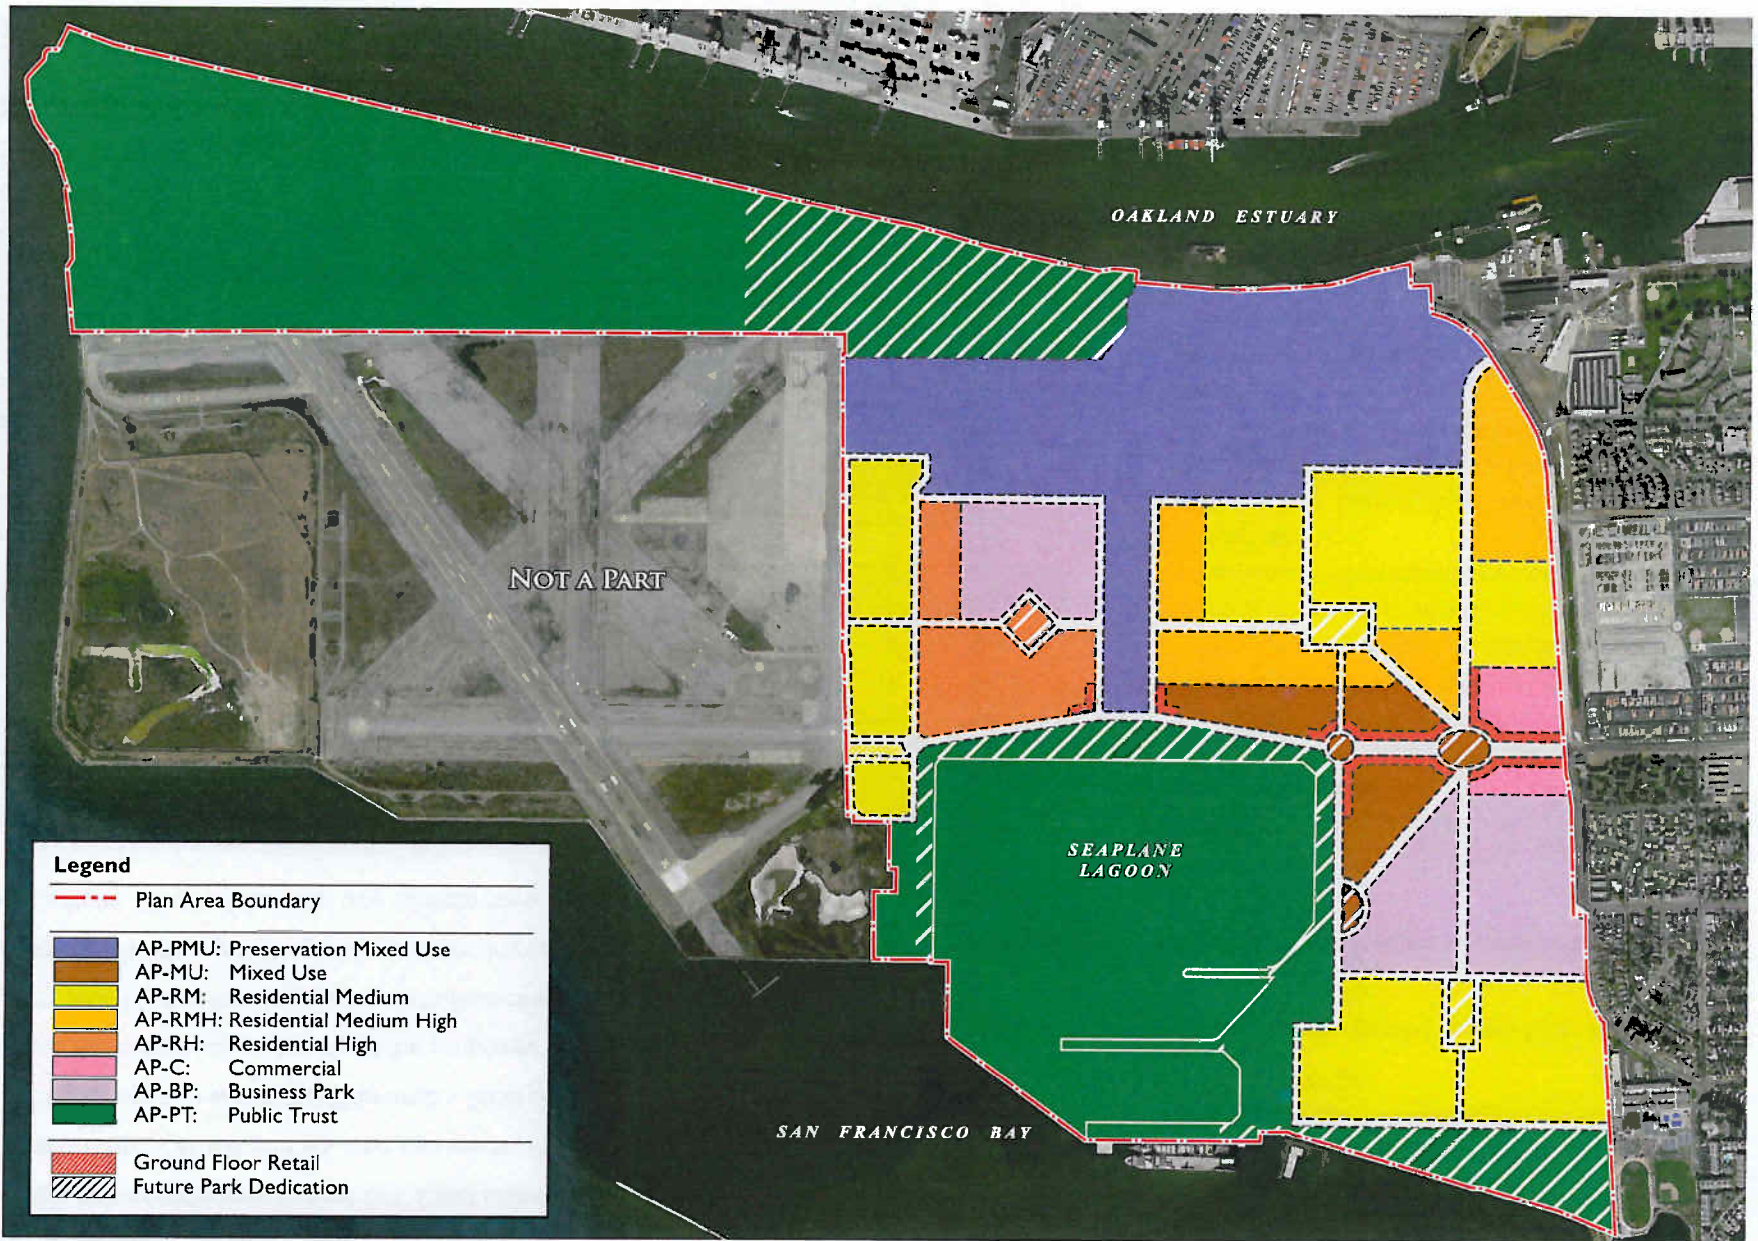 OAKLAND ESTUARY
NOT A PART
SEAPLANE
LAGOON
SAN FRANCISCO BAY
Legend
Plan Area Boundary
AP-PMU: Preservation Mixed Use
AP-MU: Mixed Use
AP-RM: Residential Medium
AP-RMH: Residential Medium High
AP-RH: Residential High
AP-C: Commercial
AP-BP: Business Park
AP-PT: Public Trust
Ground Floor Retail
Future Park Dedication